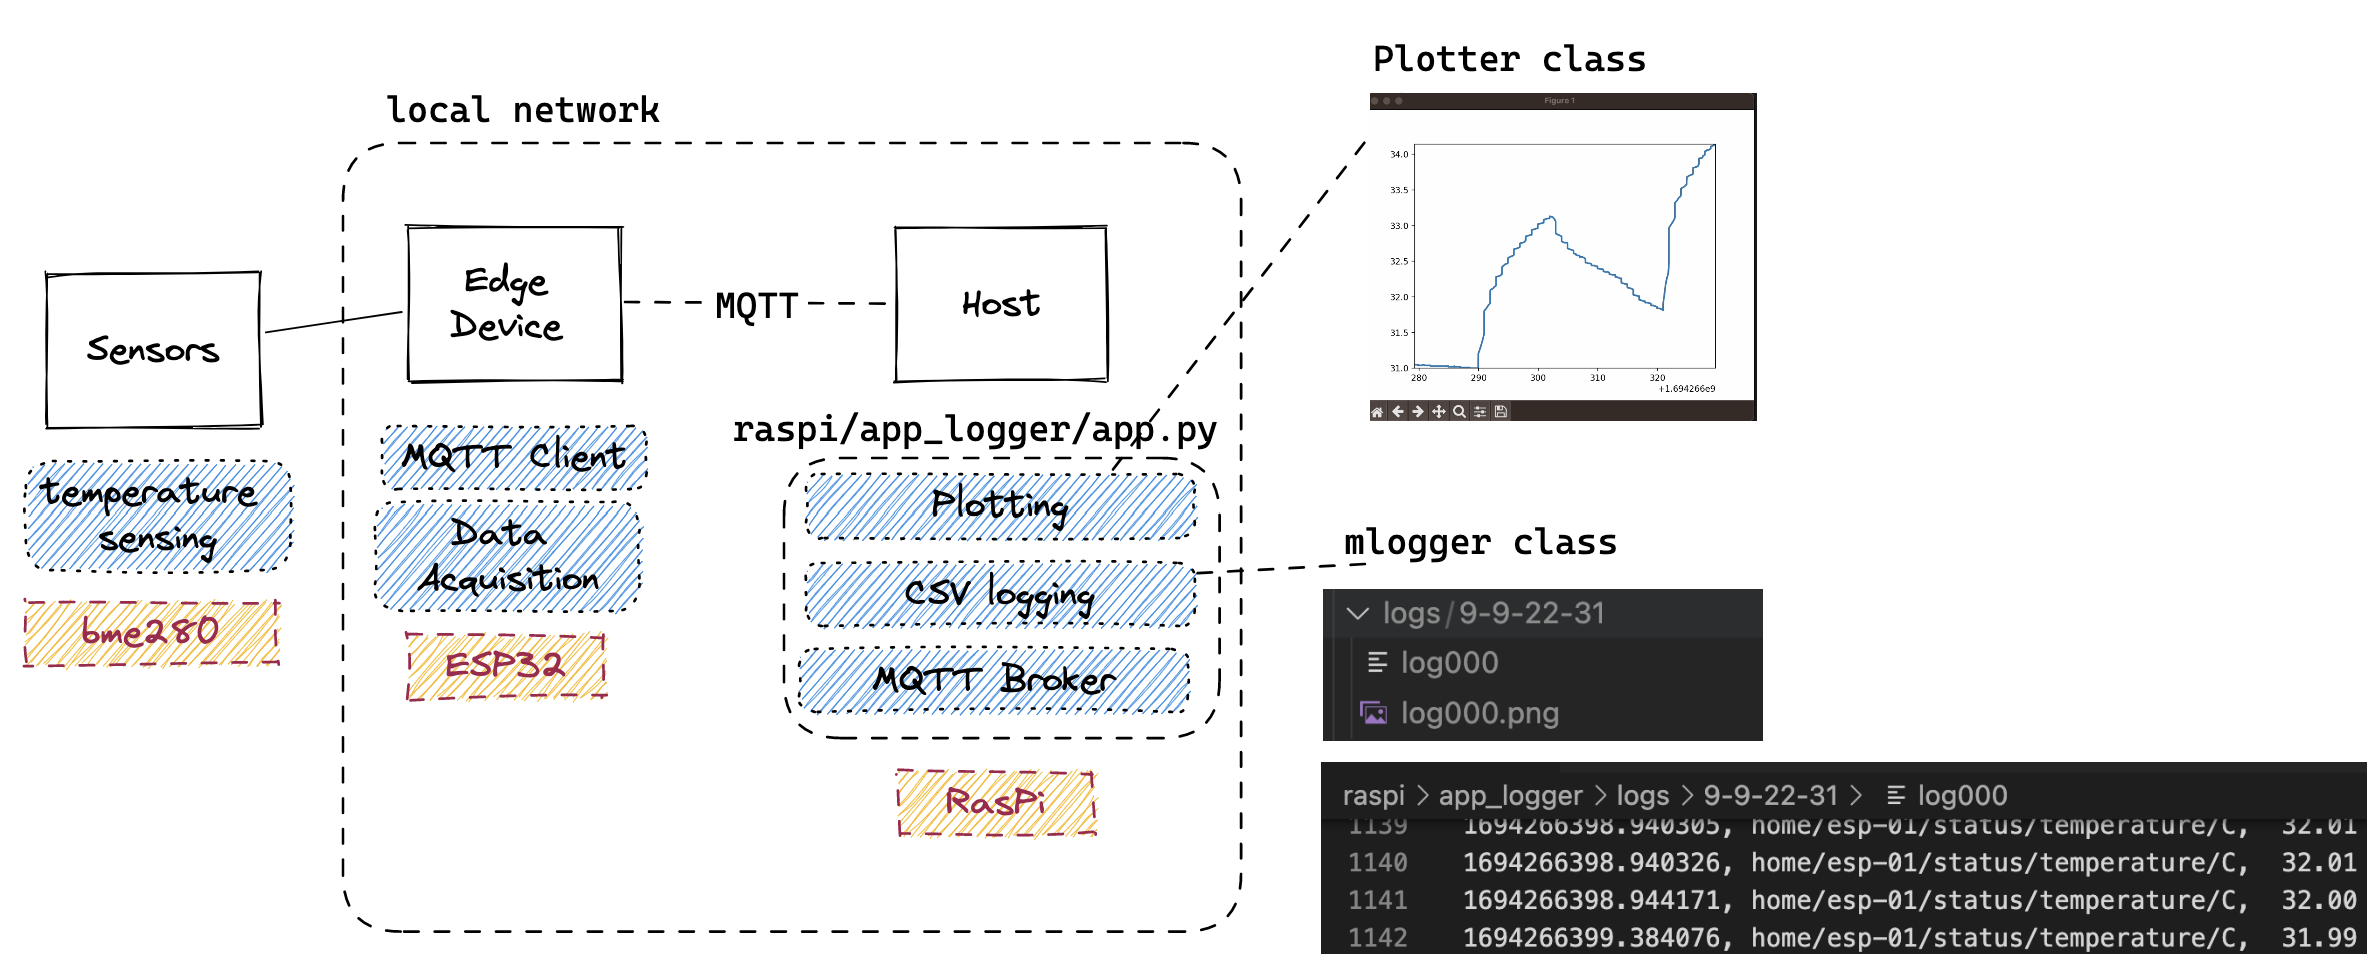 Plotter class
Figure 1
34.0
33.5
33.0
32.5
32.0
31.5
31.0
280 290 300 310 320
+1.694266e9
local network
Sensors
Edge
Device
MQTT
Host
temperature
sensing
bme280
MQTT Client
Data
Acquisition
ESP32
raspi/app_logger/app.py
Plotting
CSV logging
MQTT Broker
RasPi
mlogger class
logs/9-9-22-31
log000
log000.png
raspi > app_logger > logs > 9-9-22-31 > log000
1139 1694266398.940305, home/esp-01/status/temperature/C, 32.01
1140 1694266398.940326, home/esp-01/status/temperature/C, 32.01
1141 1694266398.944171, home/esp-01/status/temperature/C, 32.00
1142 1694266399.384076, home/esp-01/status/temperature/C, 31.99